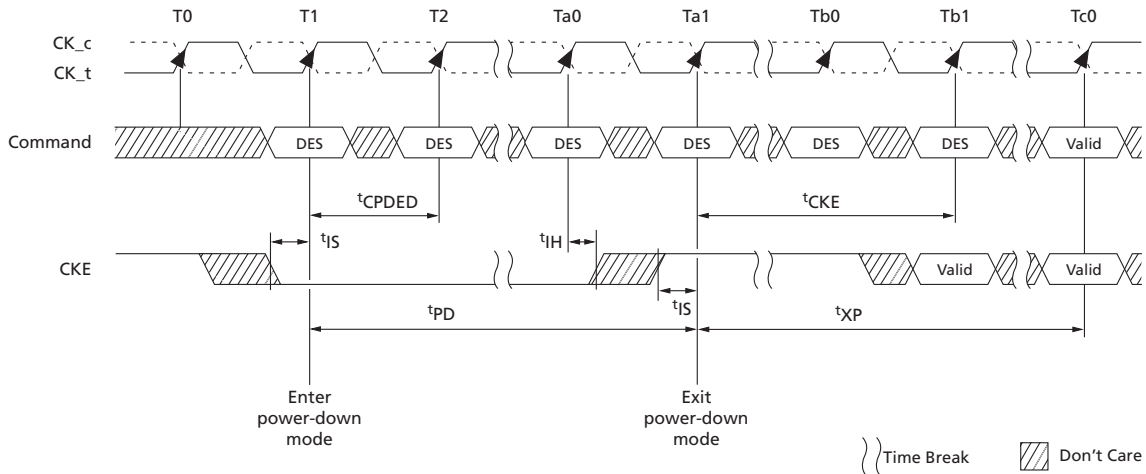 T0 T1 T2 Ta0 Ta1 Tb0 Tb1 Tc0
CK_c
CK_t
Command DES DES DES DES DES DES Valid
tCPDED tCKE
tIS tIH
CKE Valid Valid
tIS
tPD tXP
Enter
power-down
mode
Exit
power-down
mode
Time Break Don't Care